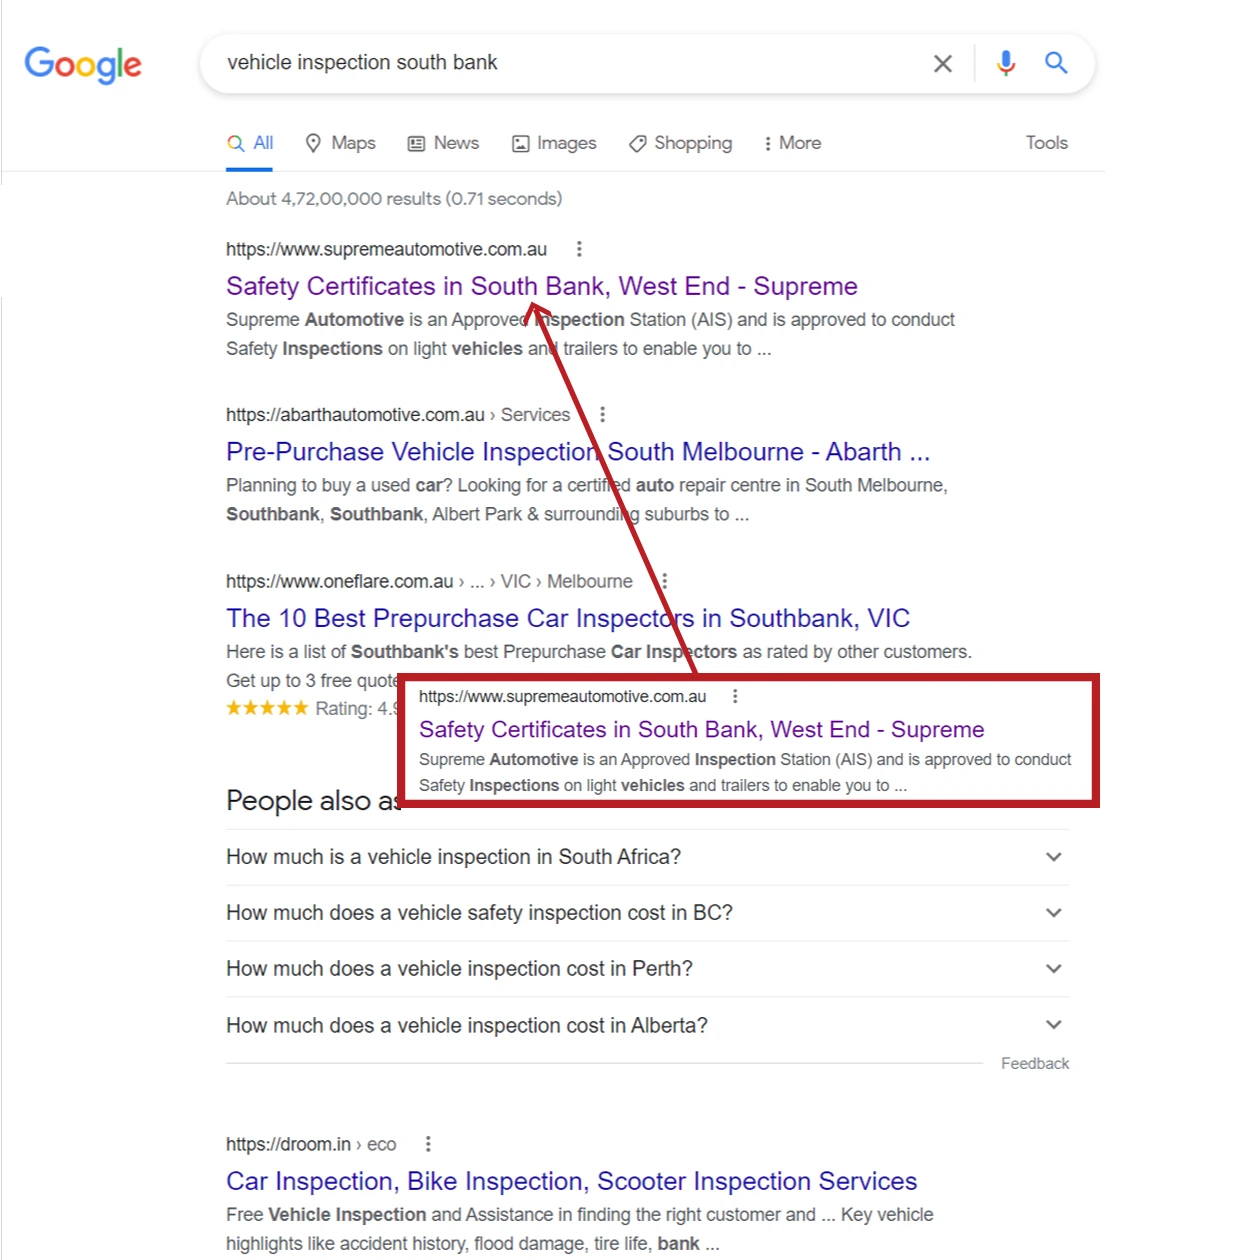 Google
vehicle inspection south bank
All Maps News Images Shopping More Tools
About 4,72,00,000 results (0.71 seconds)
https://www.supremeautomotive.com.au
Safety Certificates in South Bank, West End - Supreme
Supreme Automotive is an Approved Inspection Station (AIS) and is approved to conduct
Safety Inspections on light vehicles and trailers to enable you to ...
https://abarthautomotive.com.au › Services
Pre-Purchase Vehicle Inspection South Melbourne - Abarth ...
Planning to buy a used car? Looking for a certified auto repair centre in South Melbourne,
Southbank, Southbank, Albert Park & surrounding suburbs to ...
https://www.oneflare.com.au › ... › VIC › Melbourne
The 10 Best Prepurchase Car Inspectors in Southbank, VIC
Here is a list of Southbank's best Prepurchase Car Inspectors as rated by other customers.
Get up to 3 free quote
Rating: 4.9
https://www.supremeautomotive.com.au
Safety Certificates in South Bank, West End - Supreme
Supreme Automotive is an Approved Inspection Station (AIS) and is approved to conduct
Safety Inspections on light vehicles and trailers to enable you to ...
People also as
How much is a vehicle inspection in South Africa?
How much does a vehicle safety inspection cost in BC?
How much does a vehicle inspection cost in Perth?
How much does a vehicle inspection cost in Alberta?
Feedback
https://droom.in › eco
Car Inspection, Bike Inspection, Scooter Inspection Services
Free Vehicle Inspection and Assistance in finding the right customer and ... Key vehicle
highlights like accident history, flood damage, tire life, bank ...